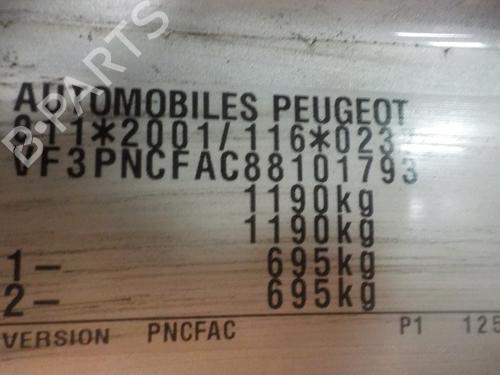 B-PARTS
AUTOMOBILES PEUGEOT
e11*2001/116*023
VF3PNCFAC88101793
1190kg
1190kg
1- 695kg
2- 695kg
VERSION PNCFAC P1 125